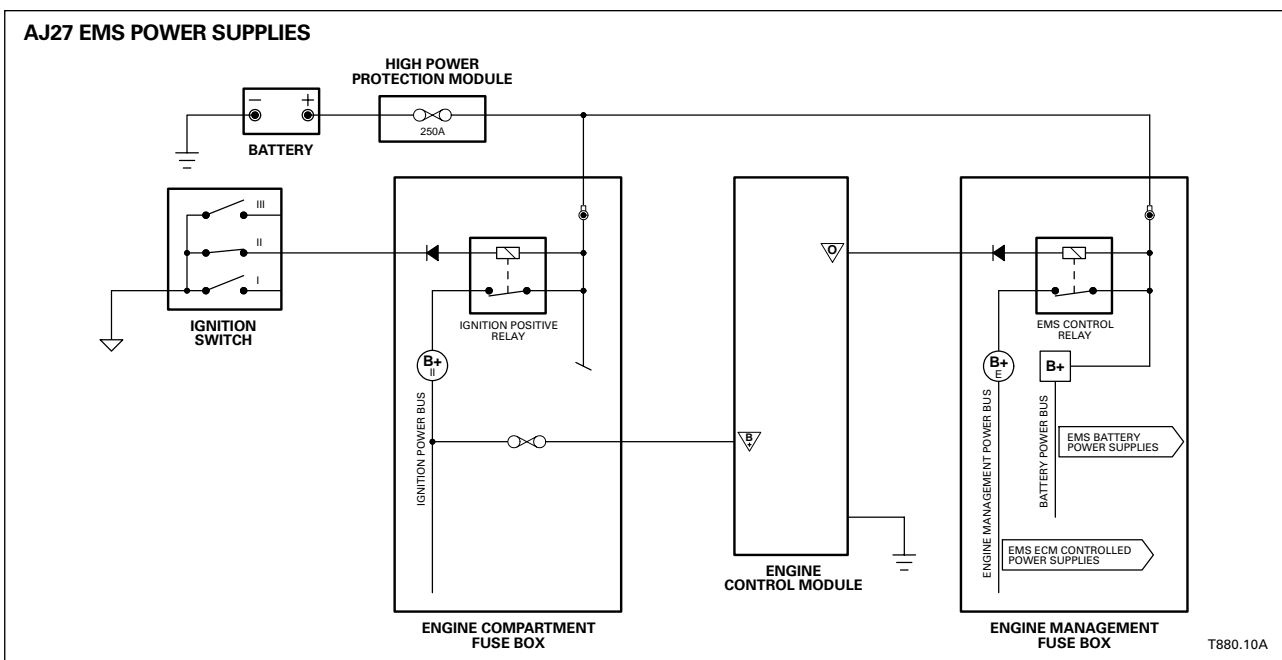 AJ27 EMS POWER SUPPLIES
HIGH POWER
PROTECTION MODULE
250A
– +
BATTERY
III
II
I
IGNITION
SWITCH
IGNITION POSITIVE
RELAY
B+
II
IGNITION POWER BUS
ENGINE COMPARTMENT
FUSE BOX
O
B
+
ENGINE
CONTROL MODULE
EMS CONTROL
RELAY
B+
E
B+
ENGINE MANAGEMENT POWER BUS
BATTERY POWER BUS
EMS BATTERY
POWER SUPPLIES
EMS ECM CONTROLLED
POWER SUPPLIES
ENGINE MANAGEMENT
FUSE BOX
T880.10A